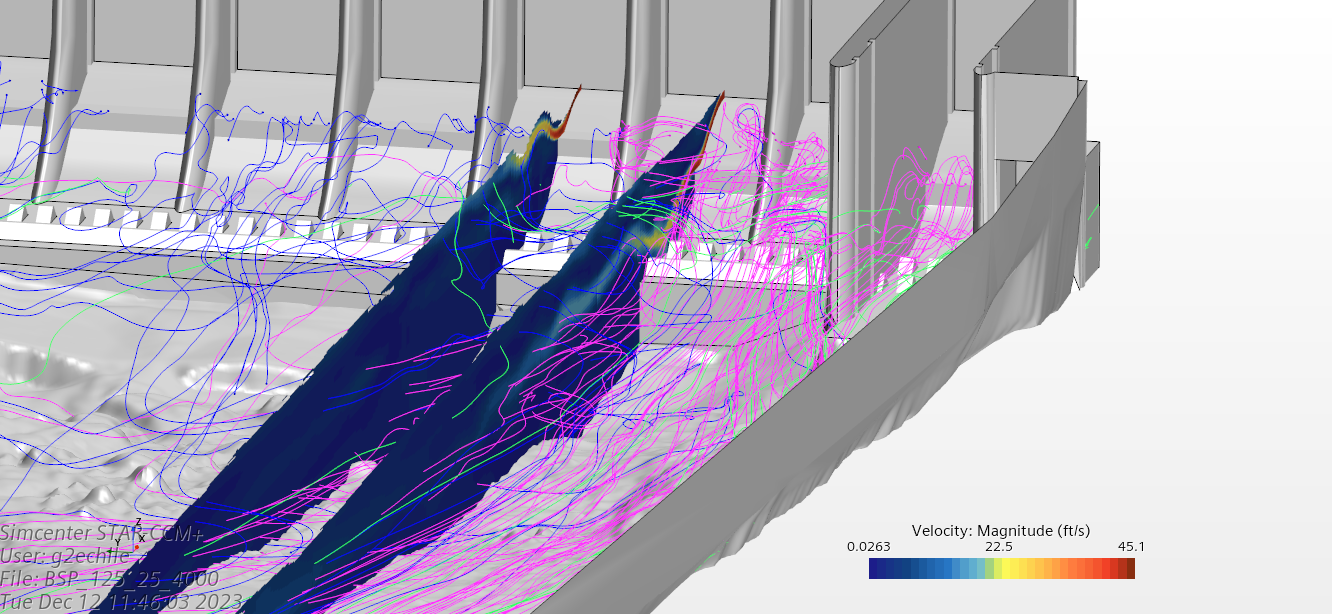 Z
X
Y
Simcenter STAR-CCM+
User: g2echlle
File: BSP_125_25_4000
Tue Dec 12 11:46:03 2023
Velocity: Magnitude (ft/s)
0.0263 22.5 45.1